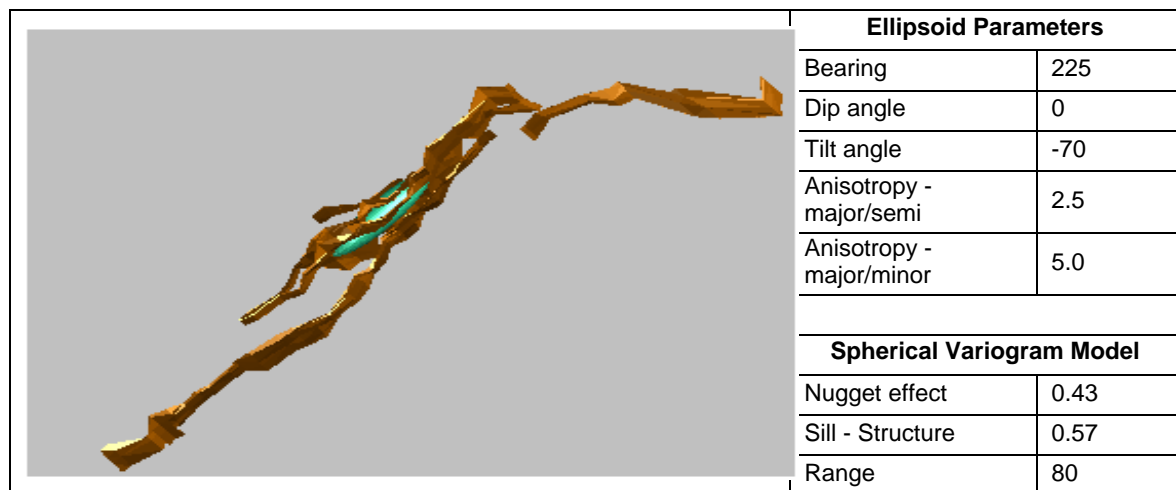 Ellipsoid Parameters
Bearing 225
Dip angle 0
Tilt angle -70
Anisotropy -
major/semi 2.5
Anisotropy -
major/minor 5.0
Spherical Variogram Model
Nugget effect 0.43
Sill - Structure 0.57
Range 80